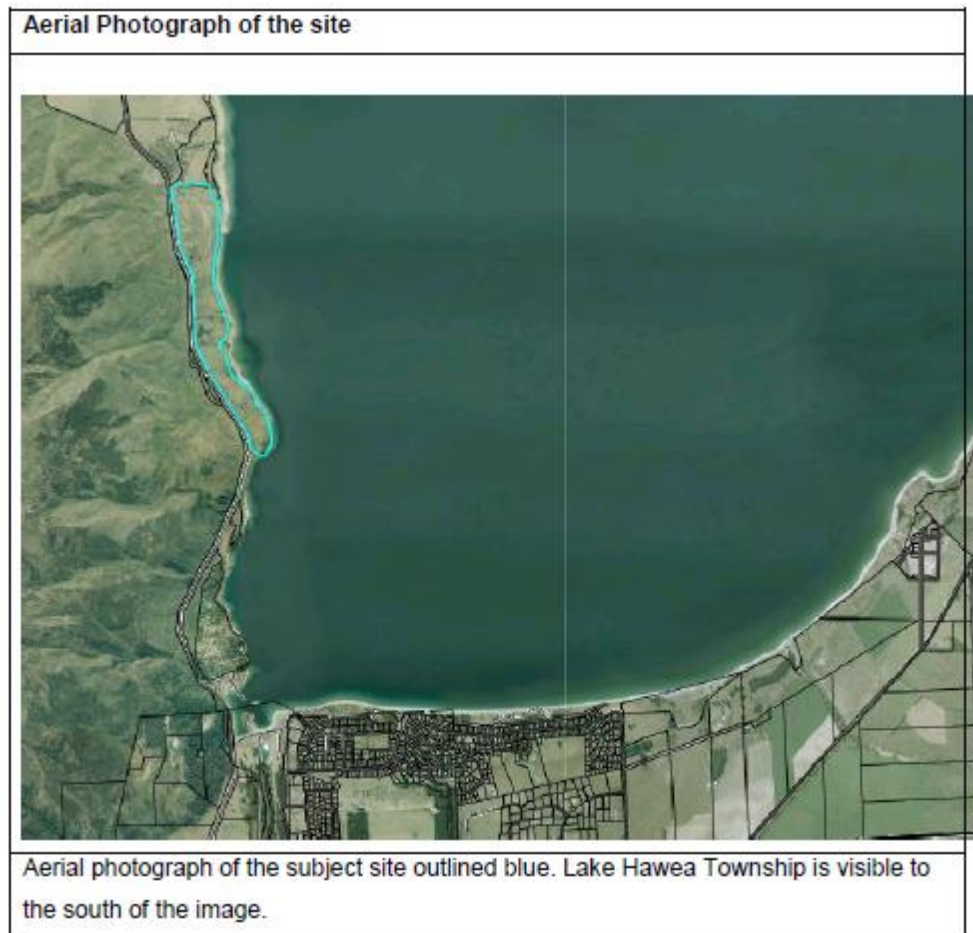 Aerial Photograph of the site
Aerial photograph of the subject site outlined blue. Lake Hawea Township is visible to
the south of the image.